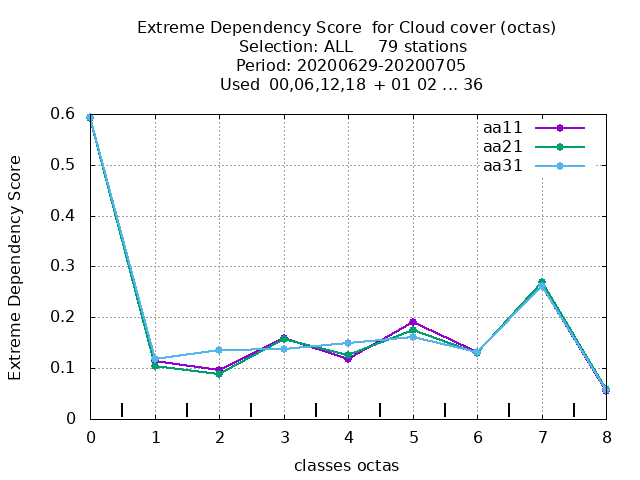 Extreme Dependency Score  for Cloud cover (octas)
Selection: ALL     79 stations
Period: 20200629-20200705
Used  00,06,12,18  + 01 02 ... 36
aa11
aa21
aa31
Extreme Dependency Score
0.6
0.5
0.4
0.3
0.2
0.1
0
0 1 2 3 4 5 6 7 8
classes octas